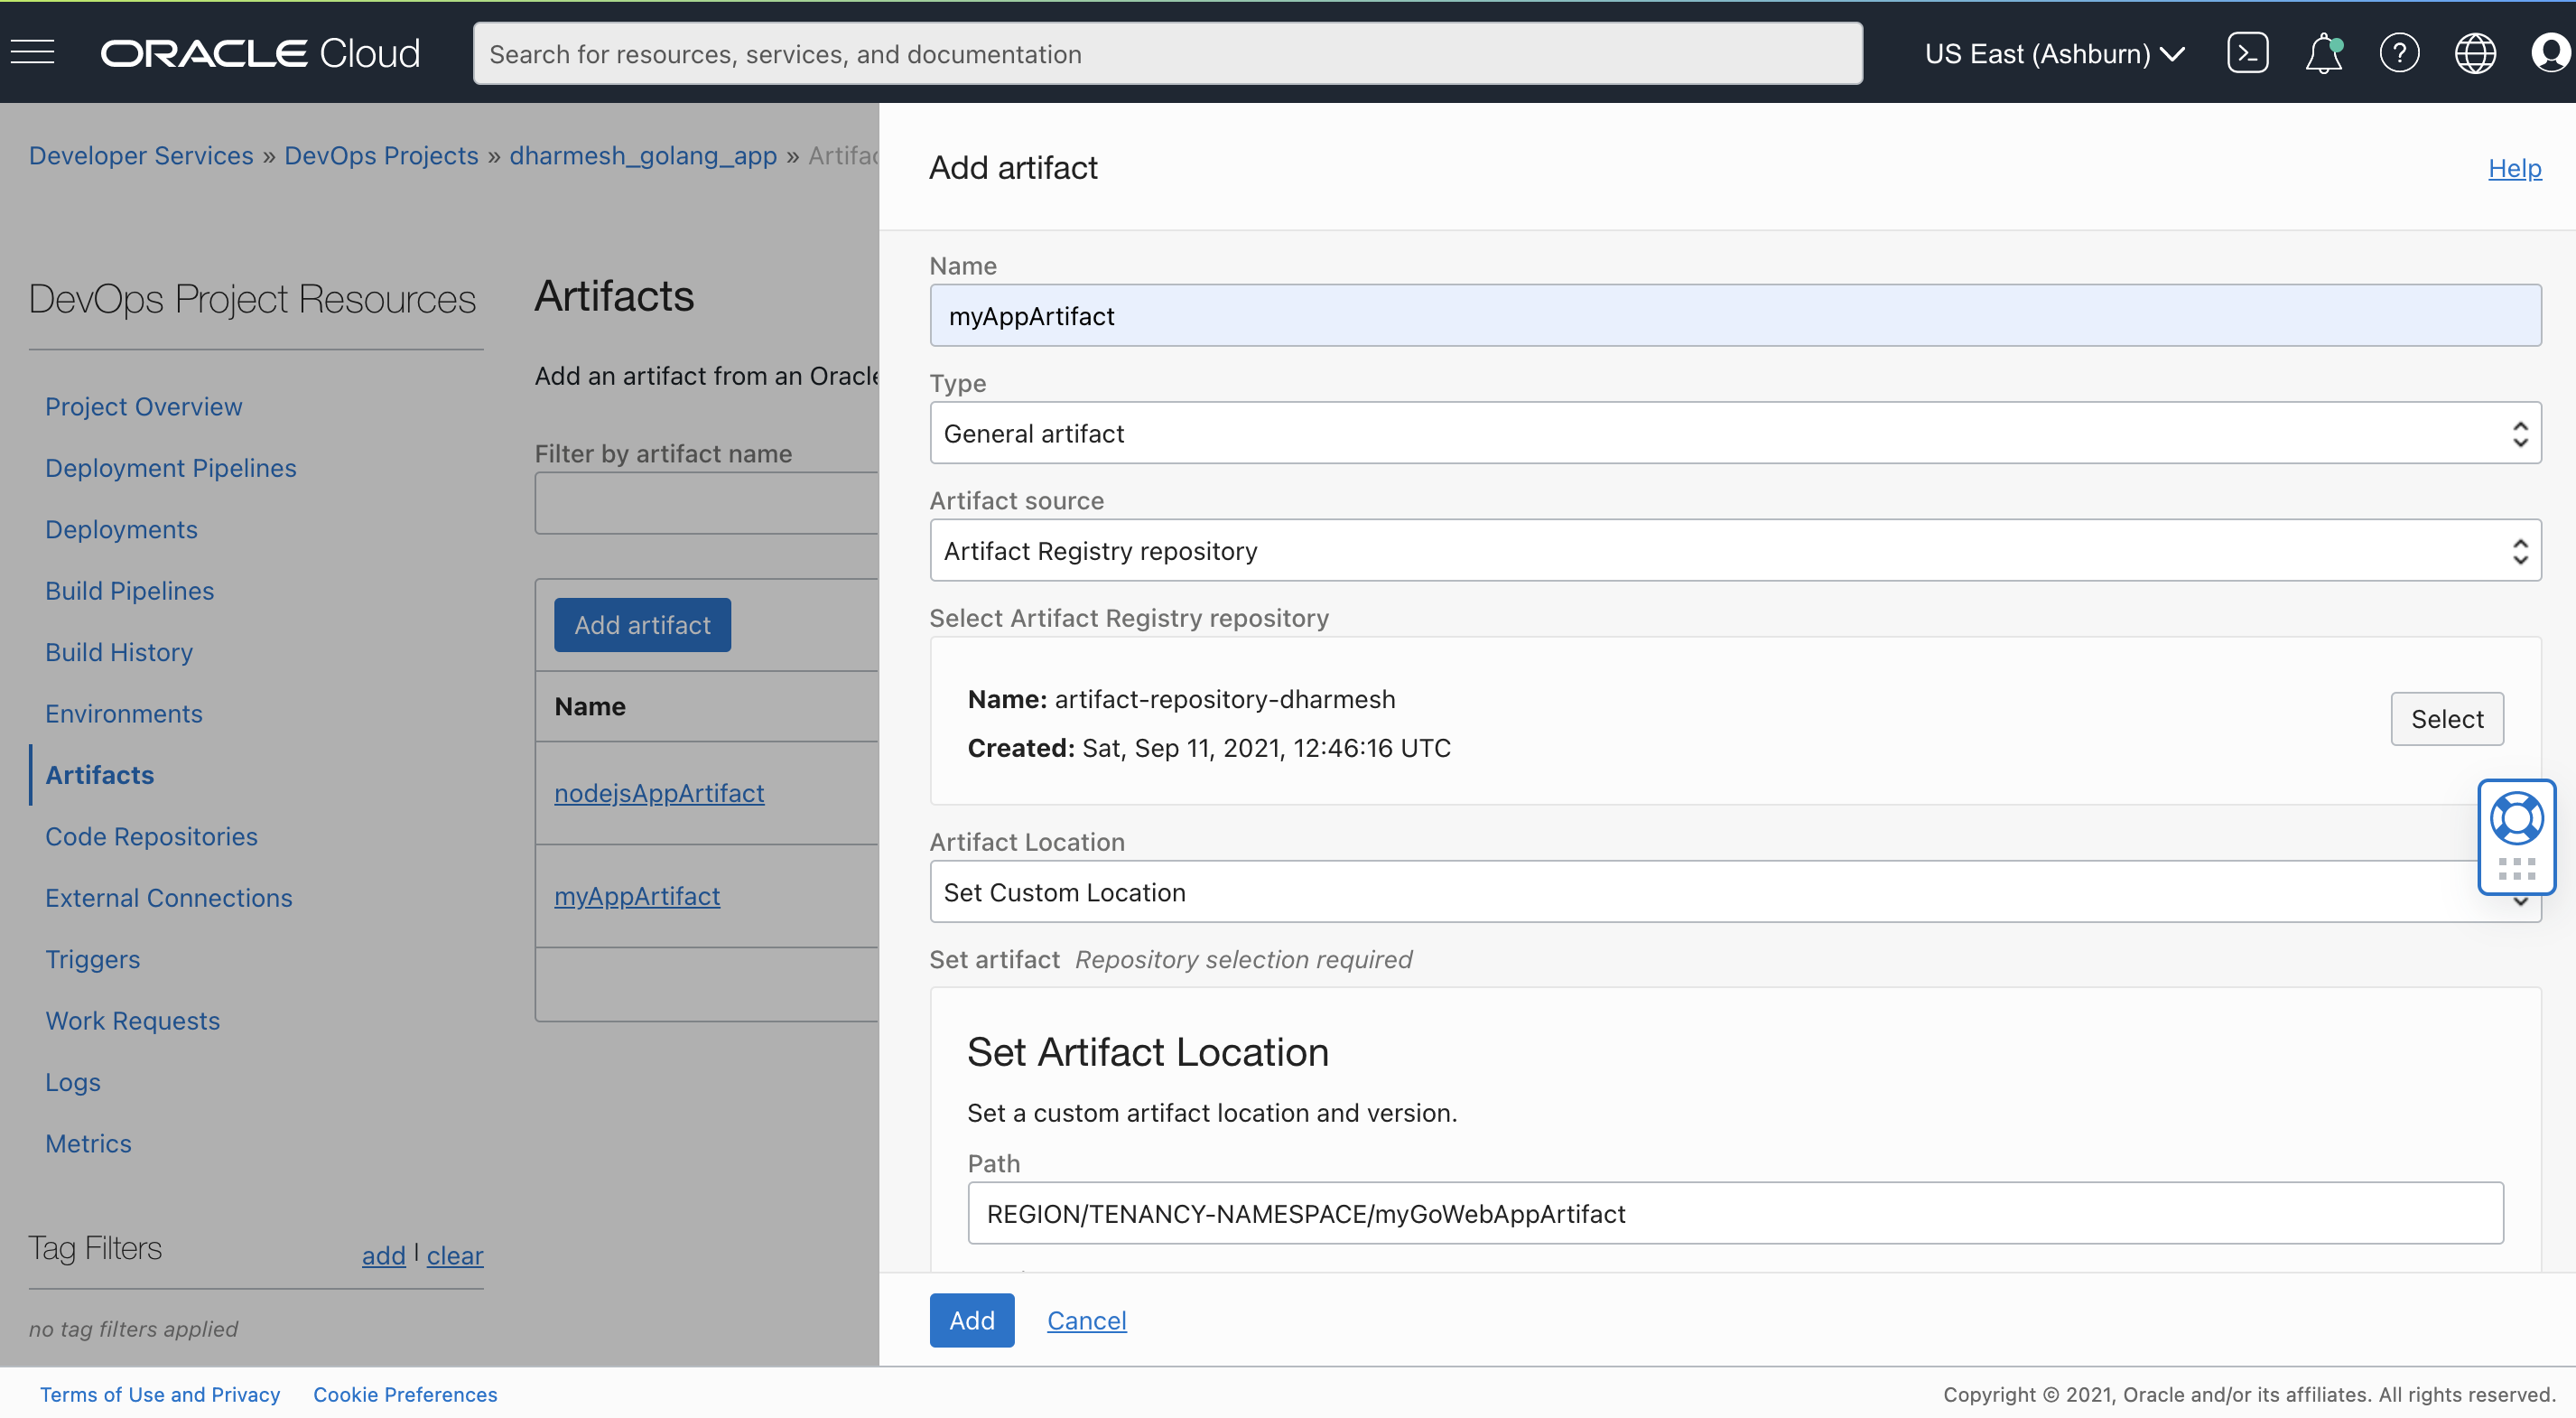 ORACLE Cloud
Search for resources, services, and documentation
US East (Ashburn)
Developer Services » DevOps Projects » dharmesh_golang_app »
DevOps Project Resources
Project Overview
Deployment Pipelines
Deployments
Build Pipelines
Build History
Environments
Artifacts
Code Repositories
External Connections
Triggers
Work Requests
Logs
Metrics
Tag Filters
add | clear
no tag filters applied
Artifacts
Add an artifact from an Oracle
Filter by artifact name
Add artifact
Name
nodejsAppArtifact
myAppArtifact
Add artifact
Help
Name
myAppArtifact
Type
General artifact
Artifact source
Artifact Registry repository
Select Artifact Registry repository
Name: artifact-repository-dharmesh
Created: Sat, Sep 11, 2021, 12:46:16 UTC
Select
Artifact Location
Set Custom Location
Set artifact Repository selection required
Set Artifact Location
Set a custom artifact location and version.
Path
REGION/TENANCY-NAMESPACE/myGoWebAppArtifact
Add
Cancel
Terms of Use and Privacy
Cookie Preferences
Copyright © 2021, Oracle and/or its affiliates. All rights reserved.